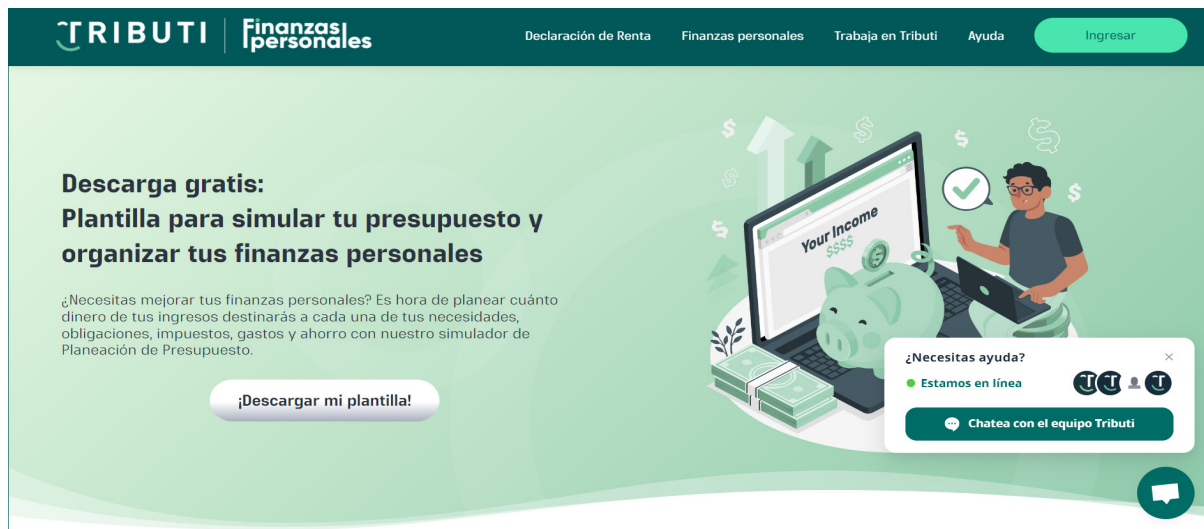 TRIBUTI
Finanzas
personales
Declaración de Renta
Finanzas personales
Trabaja en Tributi
Ayuda
Ingresar
Descarga gratis:
Plantilla para simular tu presupuesto y
organizar tus finanzas personales
¿Necesitas mejorar tus finanzas personales? Es hora de planear cuánto
dinero de tus ingresos destinarás a cada una de tus necesidades,
obligaciones, impuestos, gastos y ahorro con nuestro simulador de
Planeación de Presupuesto.
¡Descargar mi plantilla!
Your Income
$$$$
¿Necesitas ayuda?
Estamos en línea
Chatea con el equipo Tributi